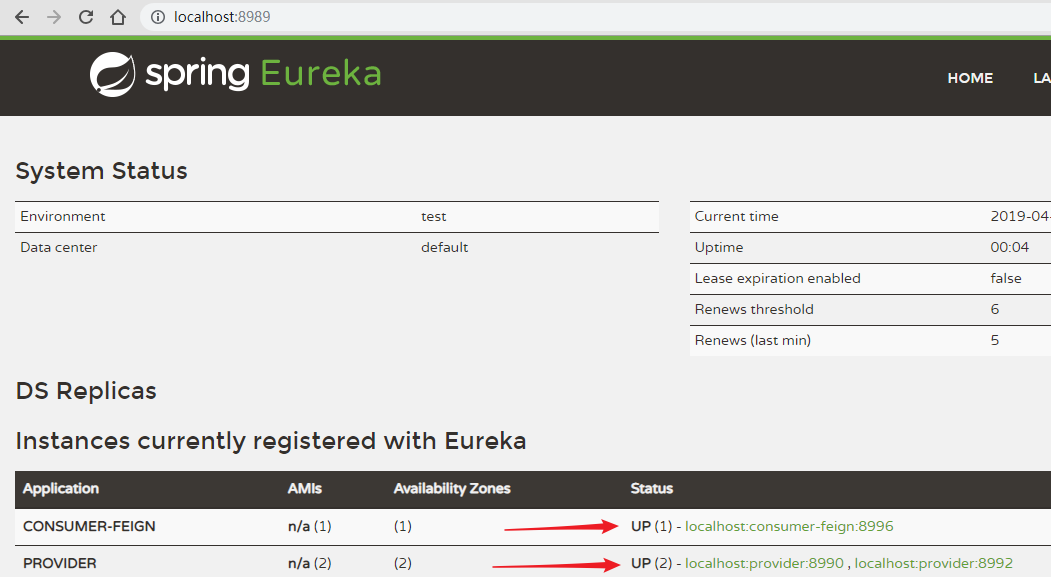 localhost:8989
spring Eureka
HOME LA
System Status
Environment test
Data center default
Current time 2019-04-
Uptime 00:04
Lease expiration enabled false
Renews threshold 6
Renews (last min) 5
DS Replicas
Instances currently registered with Eureka
Application AMIs Availability Zones Status
CONSUMER-FEIGN n/a (1) (1) UP (1) - localhost:consumer-feign:8996
PROVIDER n/a (2) (2) UP (2) - localhost:provider:8990 , localhost:provider:8992